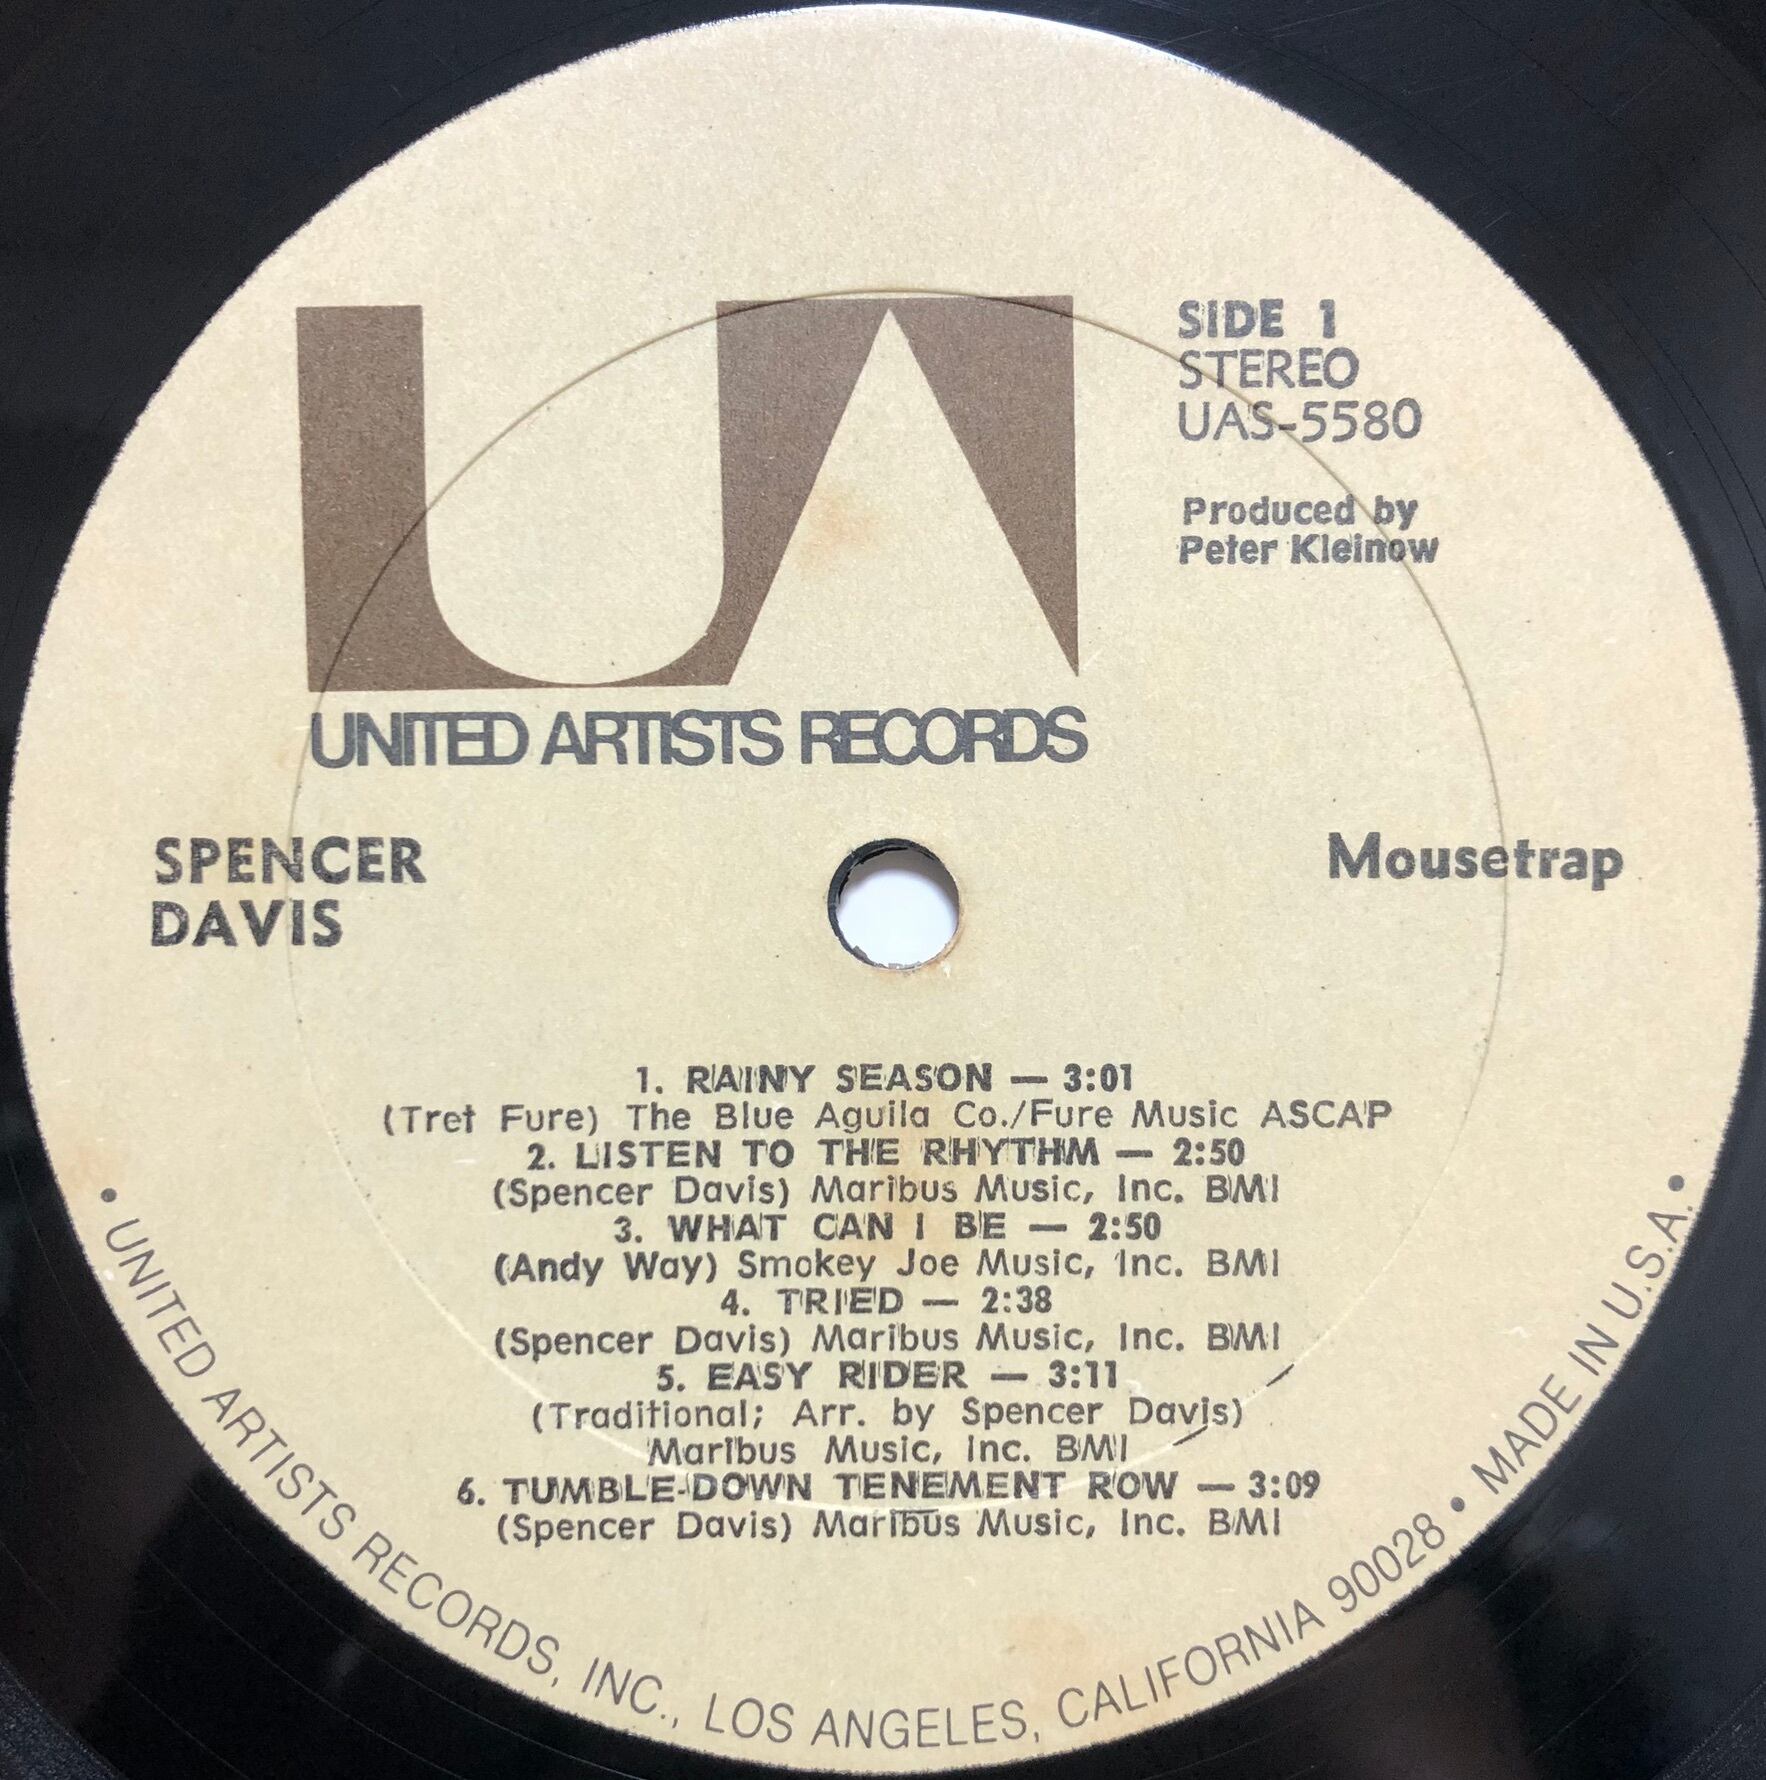 UA
UNITED ARTISTS RECORDS
SIDE 1
STEREO
UAS-5580
Produced by
Peter Kleinow
SPENCER
DAVIS
Mousetrap
1. RAINY SEASON — 3:01
(Tret Fure) The Blue Aguila Co./Fure Music ASCAP
2. LISTEN TO THE RHYTHM — 2:50
(Spencer Davis) Maribus Music, Inc. BMI
3. WHAT CAN I BE — 2:50
(Andy Way) Smokey Joe Music, Inc. BMI
4. TRIED — 2:38
(Spencer Davis) Maribus Music, Inc. BMI
5. EASY RIDER — 3:11
(Traditional; Arr. by Spencer Davis)
Maribus Music, Inc. BMI
6. TUMBLE-DOWN TENEMENT ROW — 3:09
(Spencer Davis) Maribus Music, Inc. BMI
• UNITED ARTISTS RECORDS, INC., LOS ANGELES, CALIFORNIA 90028 • MADE IN U.S.A. •